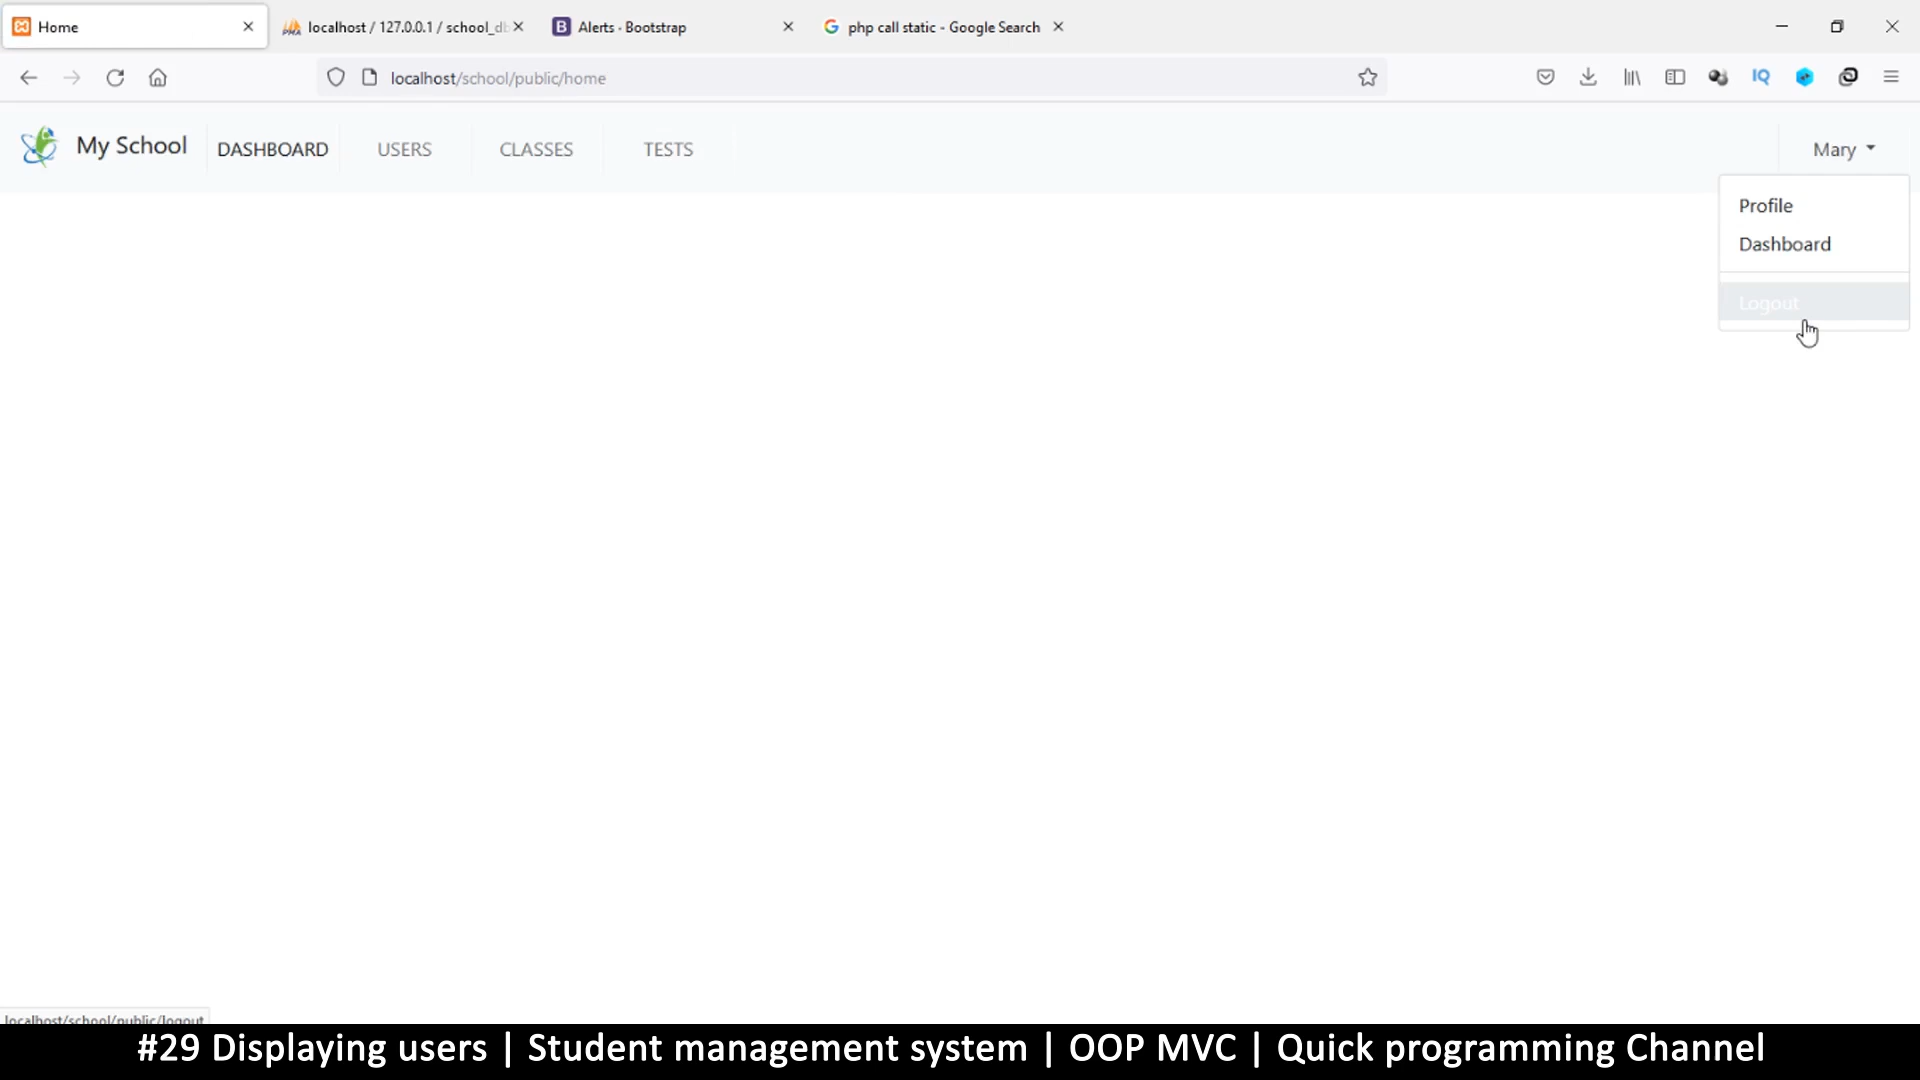 Home
localhost / 127.0.0.1 / school_db
Alerts · Bootstrap
php call static - Google Search
localhost/school/public/home
IQ
My School
DASHBOARD
USERS
CLASSES
TESTS
Mary
Profile
Dashboard
Logout
localhost/school/public/logout
#29 Displaying users | Student management system | OOP MVC | Quick programming Channel